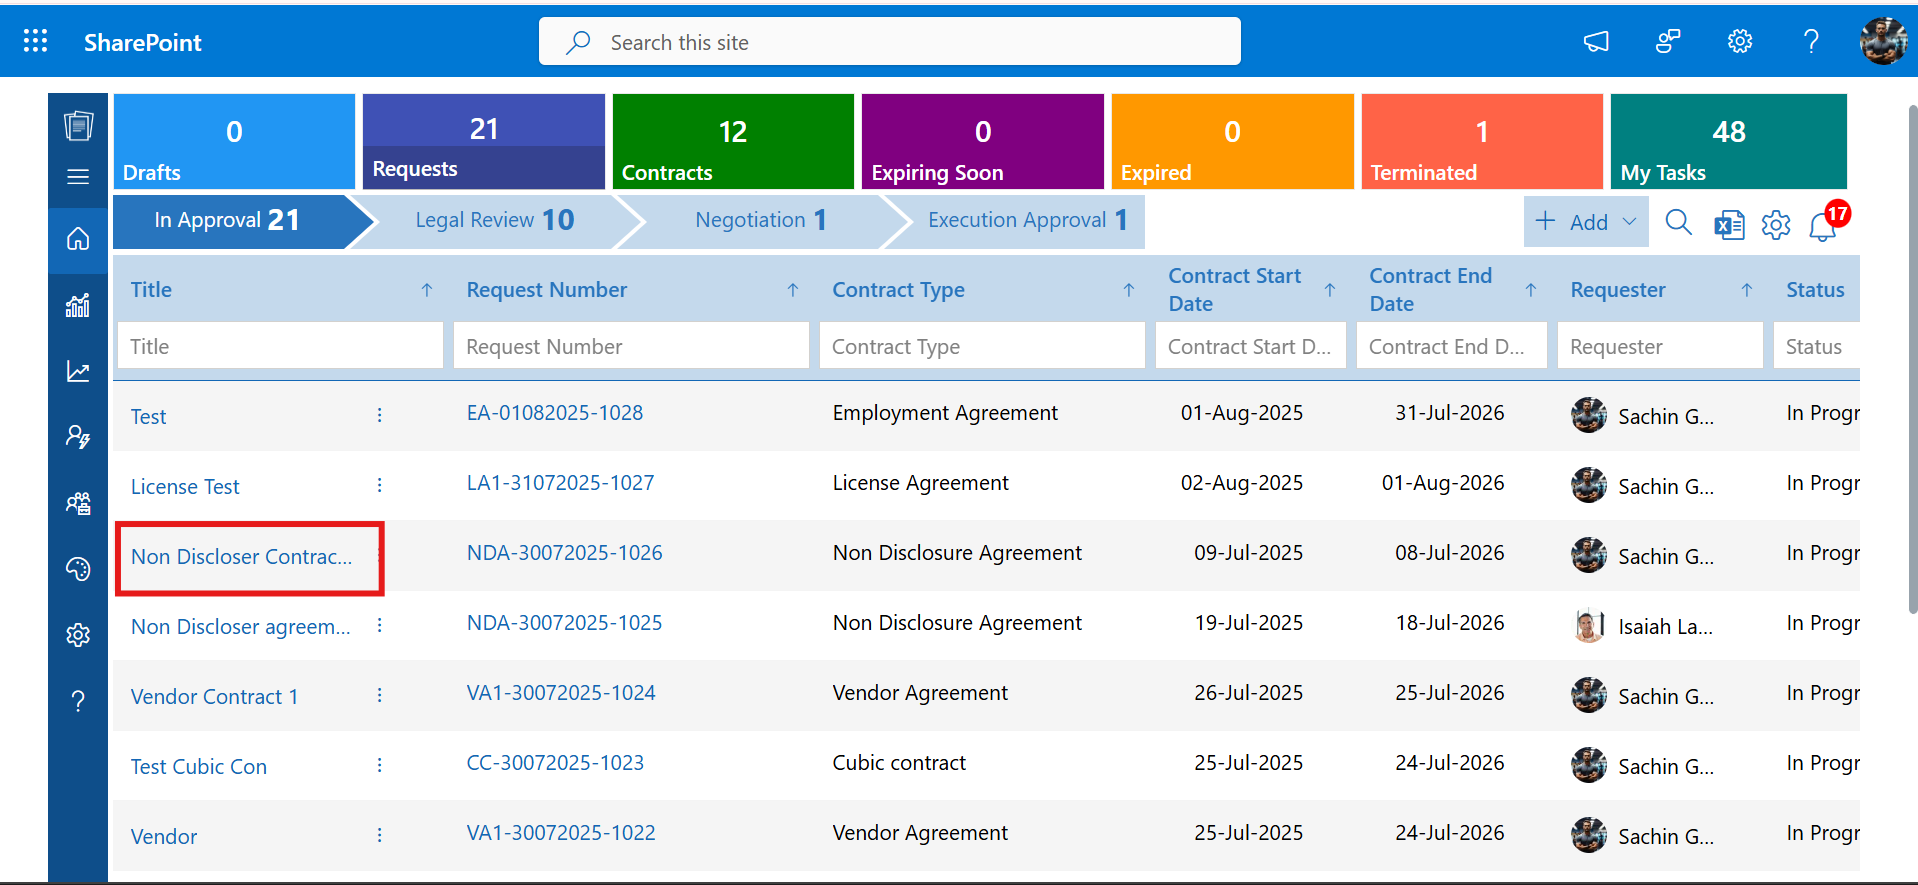 SharePoint
Search this site
0
Drafts
21
Requests
12
Contracts
0
Expiring Soon
0
Expired
1
Terminated
48
My Tasks
In Approval 21
Legal Review 10
Negotiation 1
Execution Approval 1
Add
17
Title
Request Number
Contract Type
Contract Start
Date
Contract End
Date
Requester
Status
Title
Request Number
Contract Type
Contract Start D...
Contract End D...
Requester
Status
Test
EA-01082025-1028
Employment Agreement
01-Aug-2025
31-Jul-2026
Sachin G...
In Progr
License Test
LA1-31072025-1027
License Agreement
02-Aug-2025
01-Aug-2026
Sachin G...
In Progr
Non Discloser Contrac...
NDA-30072025-1026
Non Disclosure Agreement
09-Jul-2025
08-Jul-2026
Sachin G...
In Progr
Non Discloser agreem...
NDA-30072025-1025
Non Disclosure Agreement
19-Jul-2025
18-Jul-2026
Isaiah La...
In Progr
Vendor Contract 1
VA1-30072025-1024
Vendor Agreement
26-Jul-2025
25-Jul-2026
Sachin G...
In Progr
Test Cubic Con
CC-30072025-1023
Cubic contract
25-Jul-2025
24-Jul-2026
Sachin G...
In Progr
Vendor
VA1-30072025-1022
Vendor Agreement
25-Jul-2025
24-Jul-2026
Sachin G...
In Progr